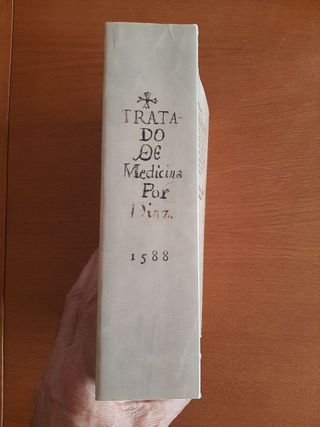 TRATA-
DO
DE
Medicina
Por
Diaz.
1588